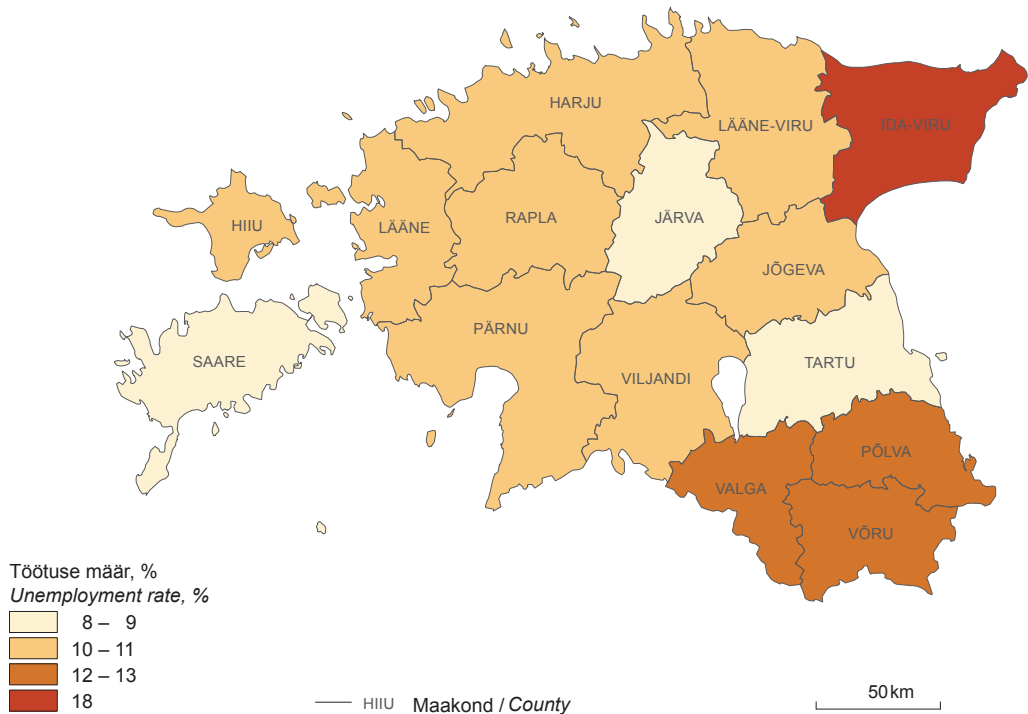 HARJU
LÄÄNE-VIRU
IDA-VIRU
HIIU
LÄÄNE
RAPLA
JÄRVA
JÕGEVA
SAARE
PÄRNU
VILJANDI
TARTU
PÕLVA
VALGA
VÕRU
Töötuse määr, %
Unemployment rate, %
8 – 9
10 – 11
12 – 13
18
HIIU Maakond / County
50 km